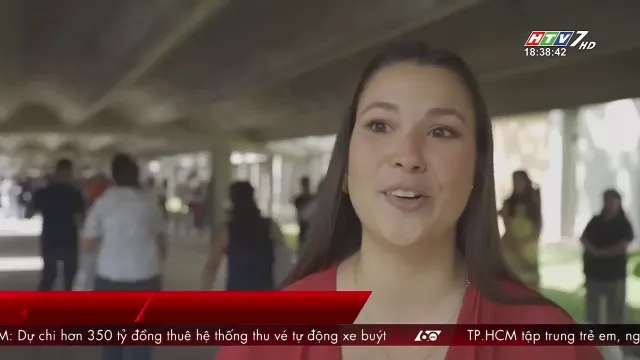 HTV7 HD
18:38:42
M: Dự chi hơn 350 tỷ đồng thuê hệ thống thu vé tự động xe buýt 60 TP.HCM tập trung trẻ em, ng